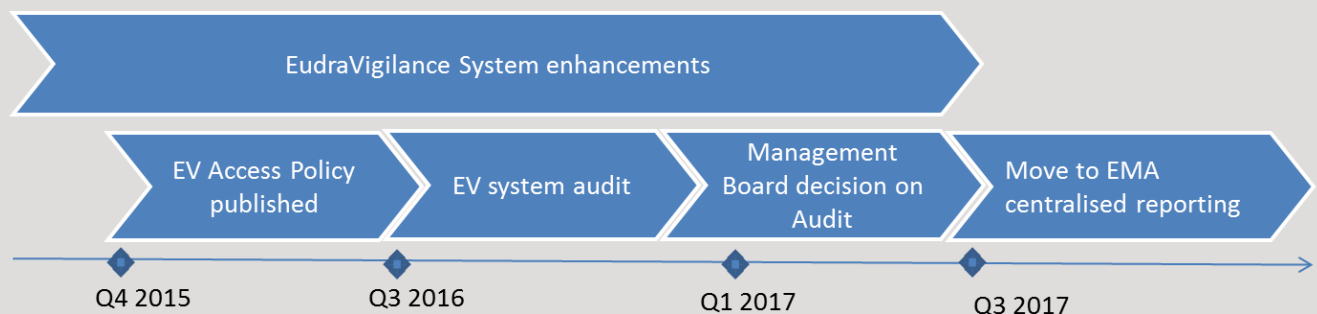 EudraVigilance System enhancements
EV Access Policy
published
EV system audit
Management
Board decision on
Audit
Move to EMA
centralised reporting
Q4 2015
Q3 2016
Q1 2017
Q3 2017